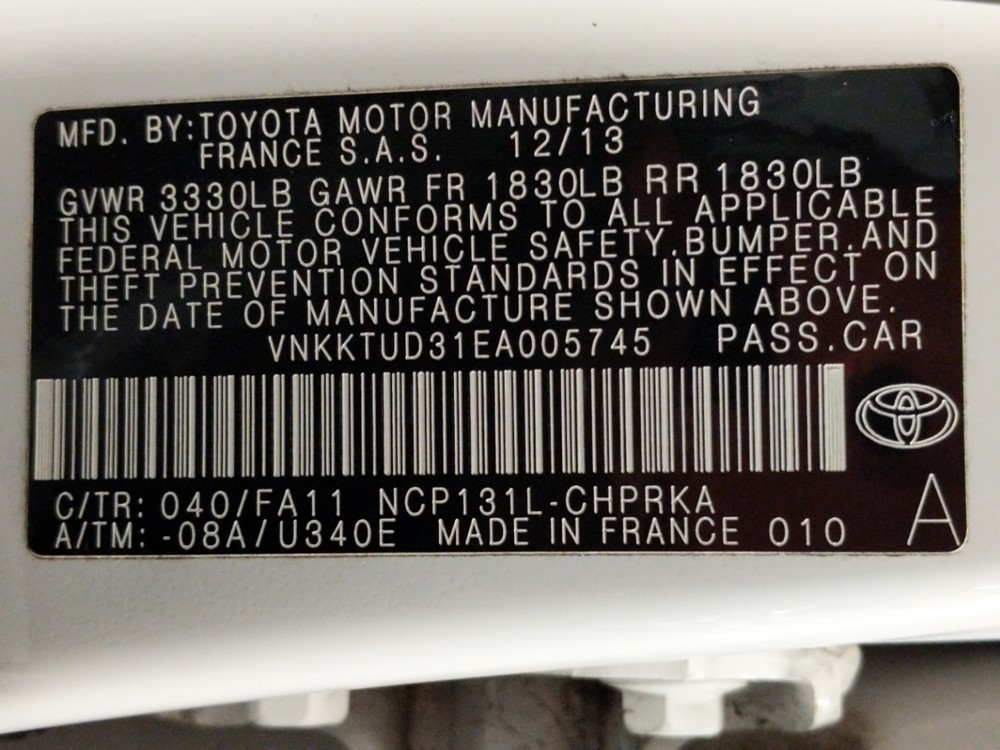 MFD. BY:TOYOTA MOTOR MANUFACTURING
FRANCE S.A.S. 12/13
GVWR 3330LB GAWR FR 1830LB RR 1830LB
THIS VEHICLE CONFORMS TO ALL APPLICABLE
FEDERAL MOTOR VEHICLE SAFETY,BUMPER,AND
THEFT PREVENTION STANDARDS IN EFFECT ON
THE DATE OF MANUFACTURE SHOWN ABOVE.
VNKKTUD31EA005745 PASS.CAR
C/TR: 040/FA11 NCP131L-CHPRKA
A/TM: -08A/U340E MADE IN FRANCE 010 A